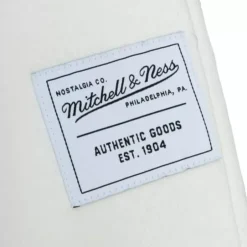 NOSTALGIA CO.
Mitchell & Ness
PHILADELPHIA, PA.
AUTHENTIC GOODS
EST. 1904